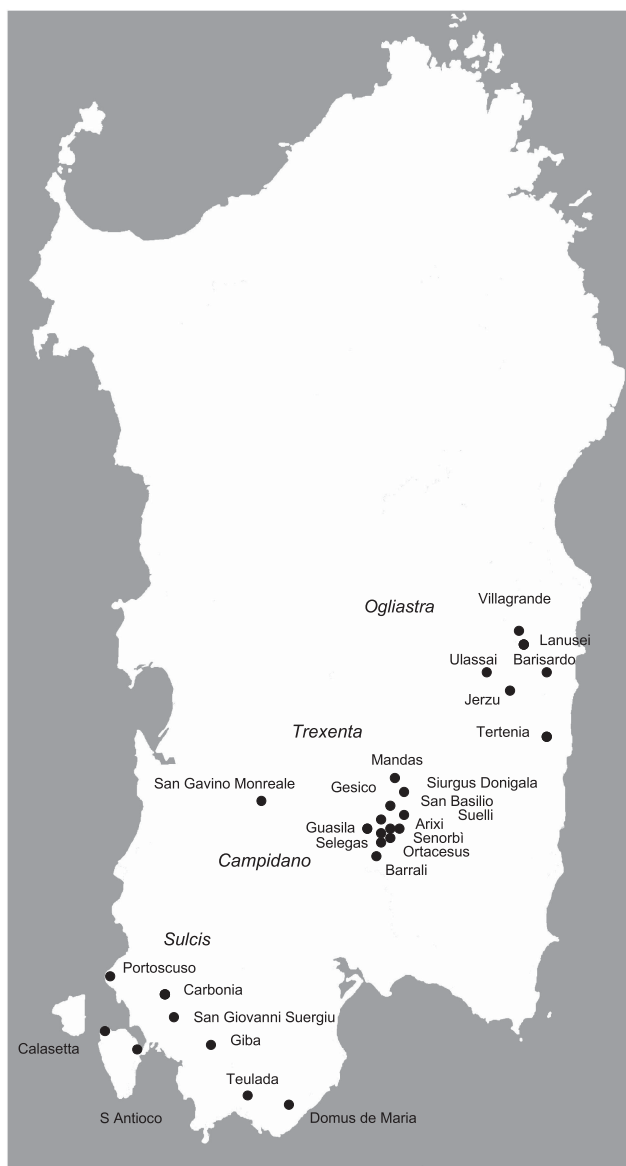 Villagrande
Ogliastra
Lanusei
Ulassai
Barisardo
Jerzu
Tertenia
Trexenta
Mandas
San Gavino Monreale
Gesico
Siurgus Donigala
San Basilio
Suelli
Guasila
Arixi
Senorbì
Selegas
Ortacesus
Campidano
Barrali
Sulcis
Portoscuso
Carbonia
San Giovanni Suergiu
Giba
Calasetta
Teulada
S Antioco
Domus de Maria